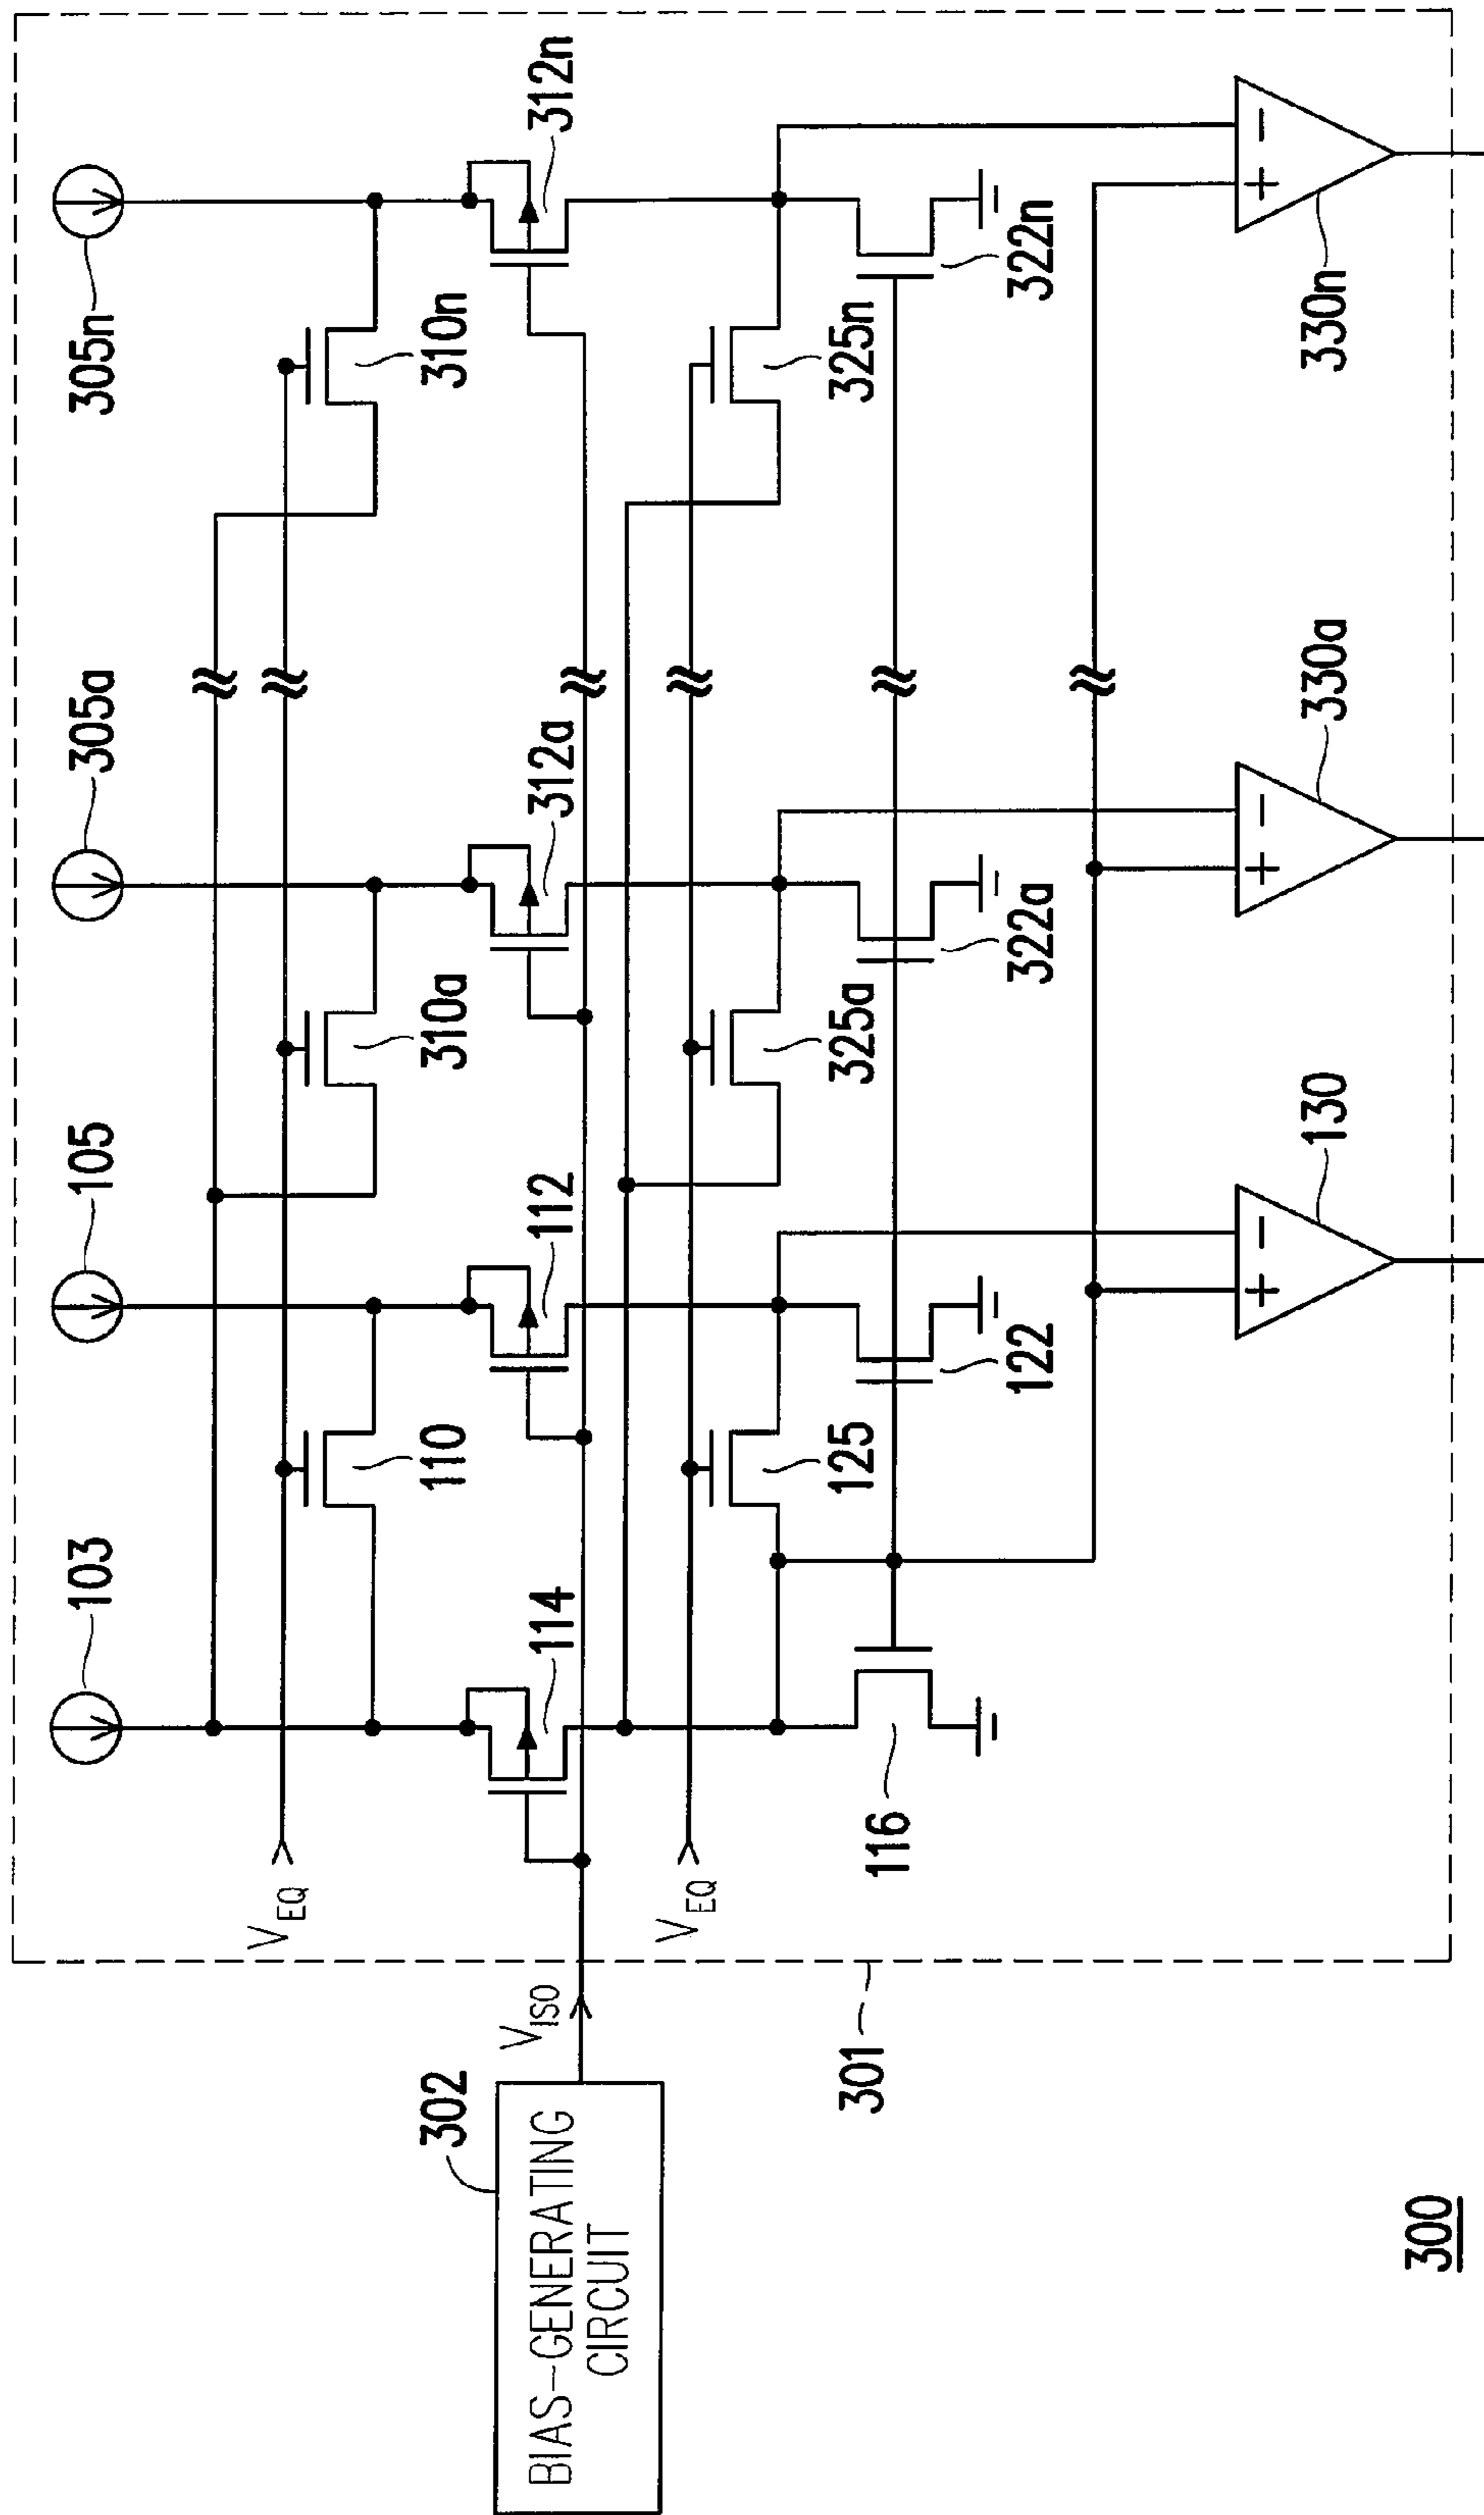 305n
312n
310n
325n
322n
330n
305a
312a
310a
325a
322a
330a
105
112
110
125
122
130
103
114
116
V_EQ
V_EQ
V_ISO
301
302
BIAS-GENERATING
CIRCUIT
300
+ −
+ −
+ −